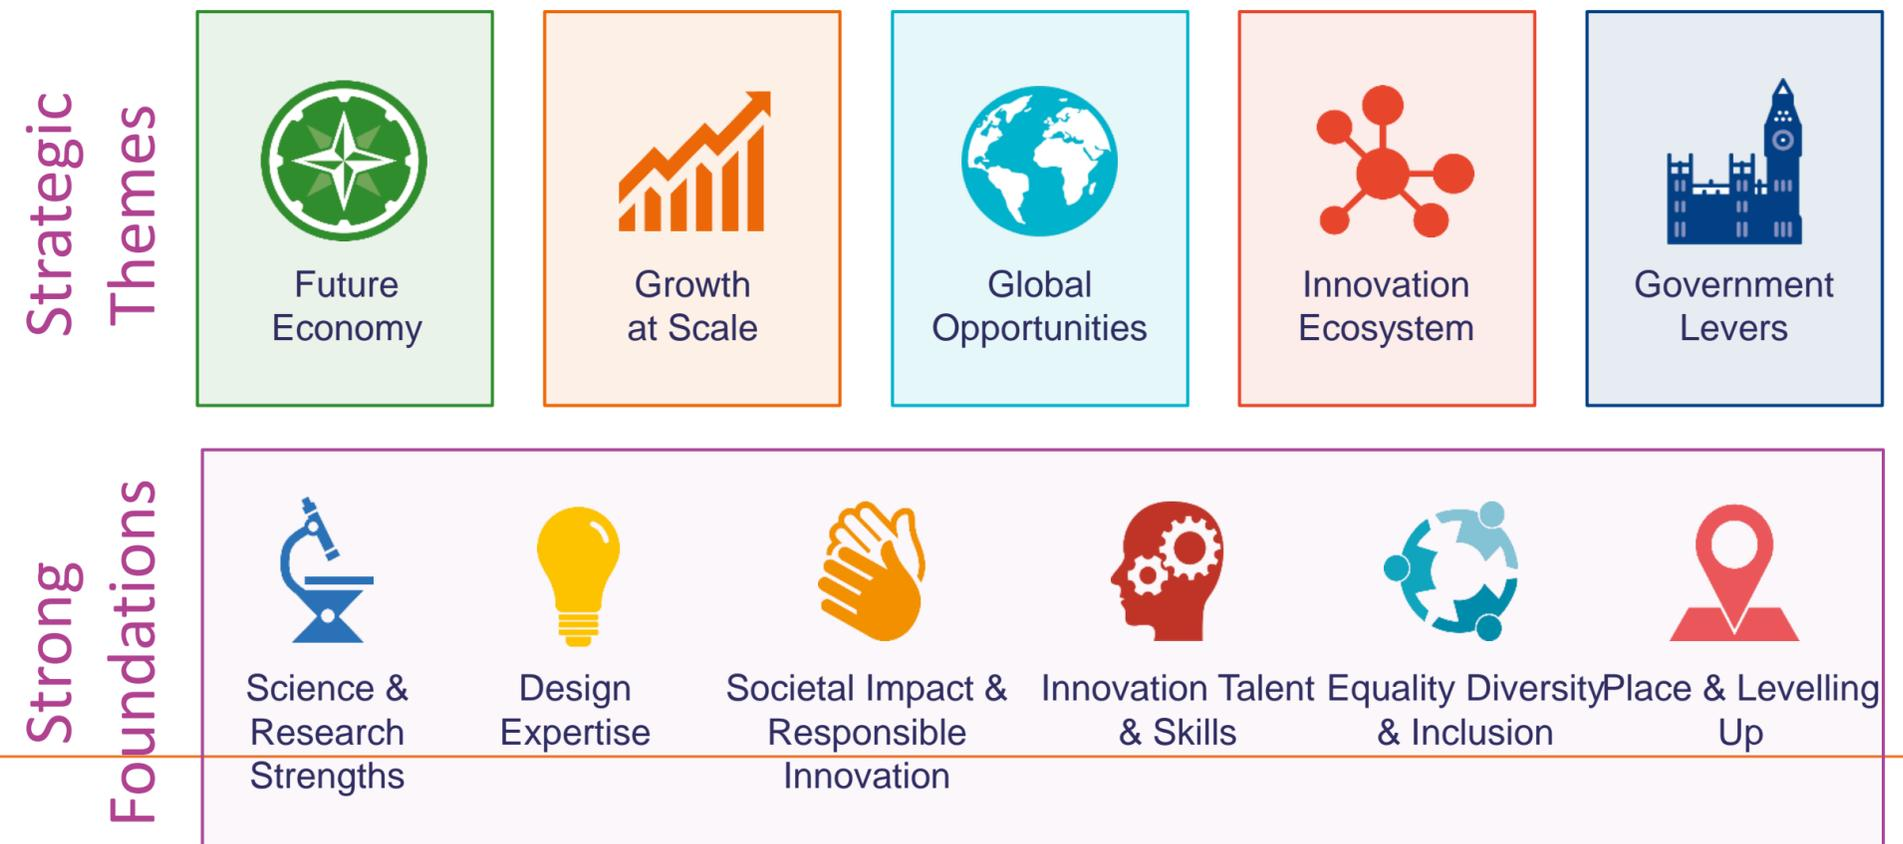 Strategic
Themes
Future
Economy
Growth
at Scale
Global
Opportunities
Innovation
Ecosystem
Government
Levers
Strong
Foundations
Science &
Research
Strengths
Design
Expertise
Societal Impact &
Responsible
Innovation
Innovation Talent
& Skills
Equality Diversity
& Inclusion
Place & Levelling
Up